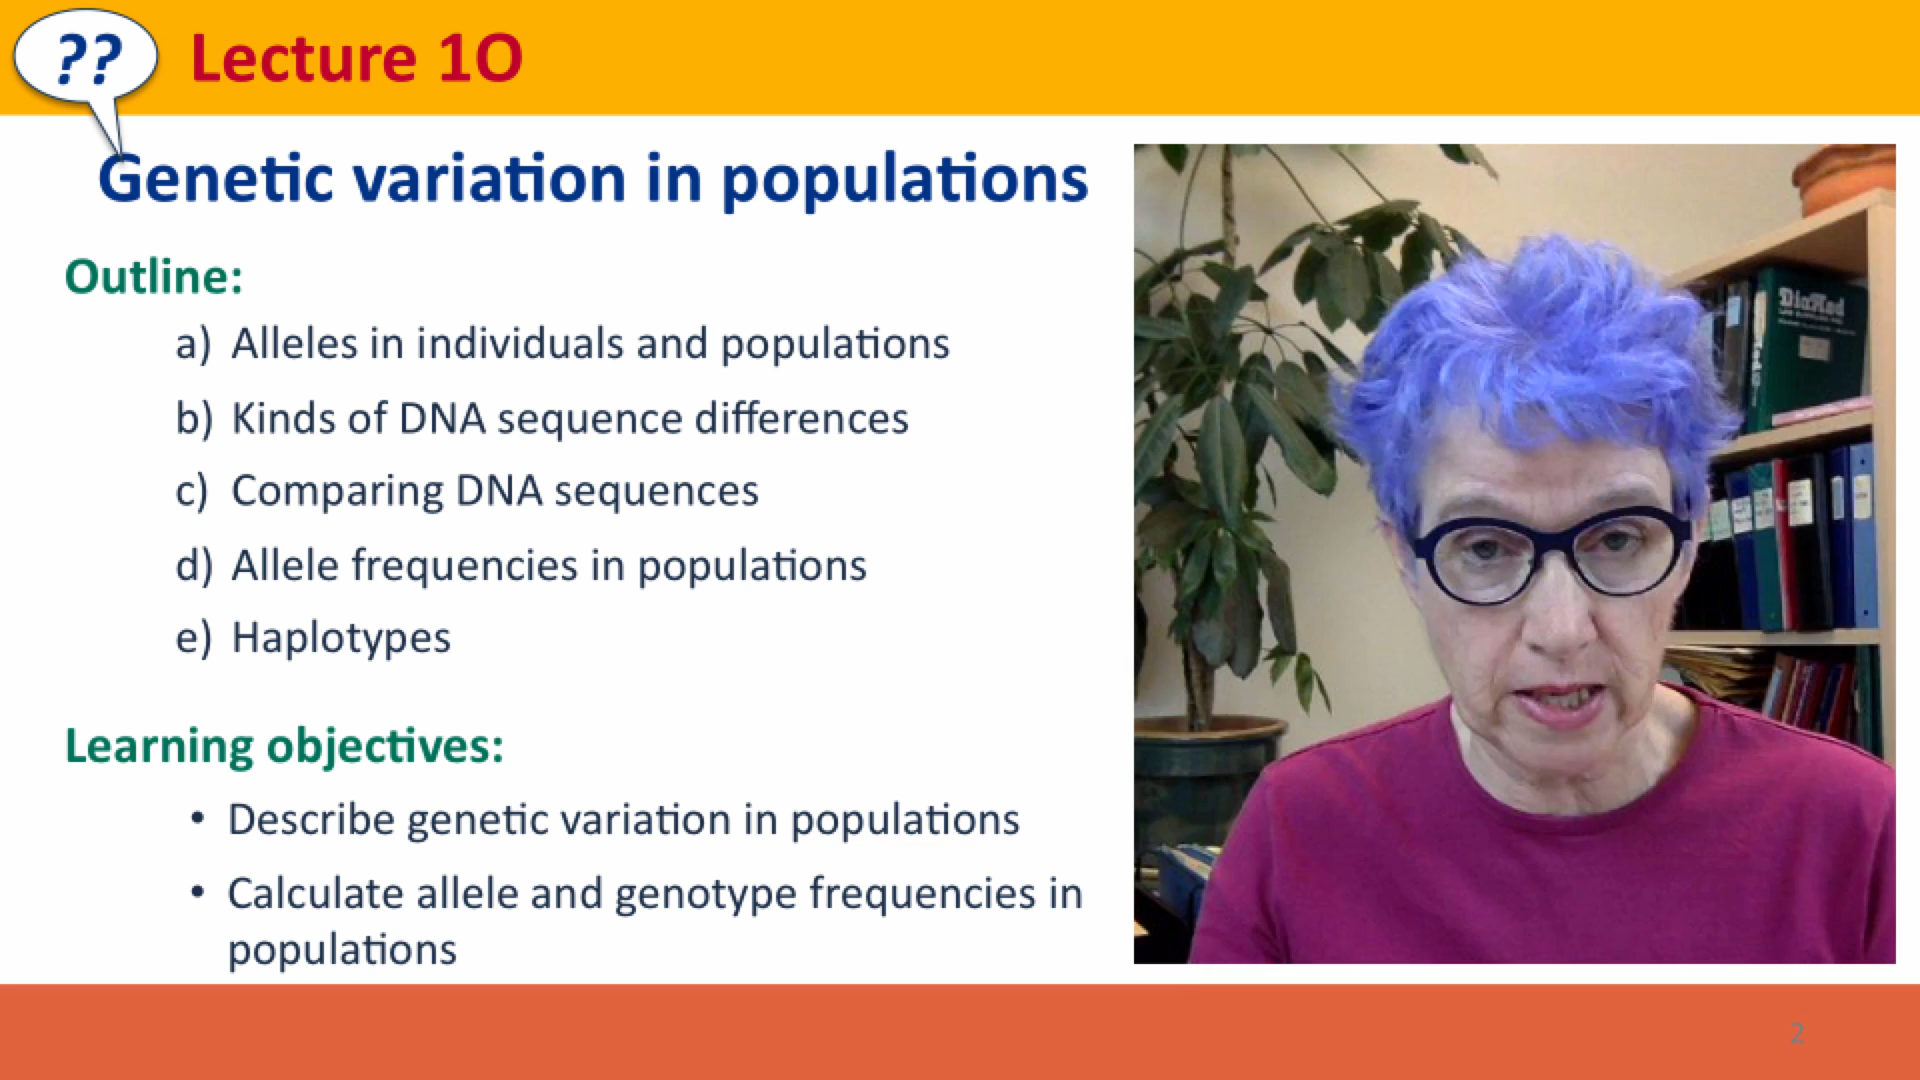 ??
Lecture 1O
Genetic variation in populations
Outline:
a) Alleles in individuals and populations
b) Kinds of DNA sequence differences
c) Comparing DNA sequences
d) Allele frequencies in populations
e) Haplotypes
Learning objectives:
• Describe genetic variation in populations
• Calculate allele and genotype frequencies in
populations
DiaMed
2